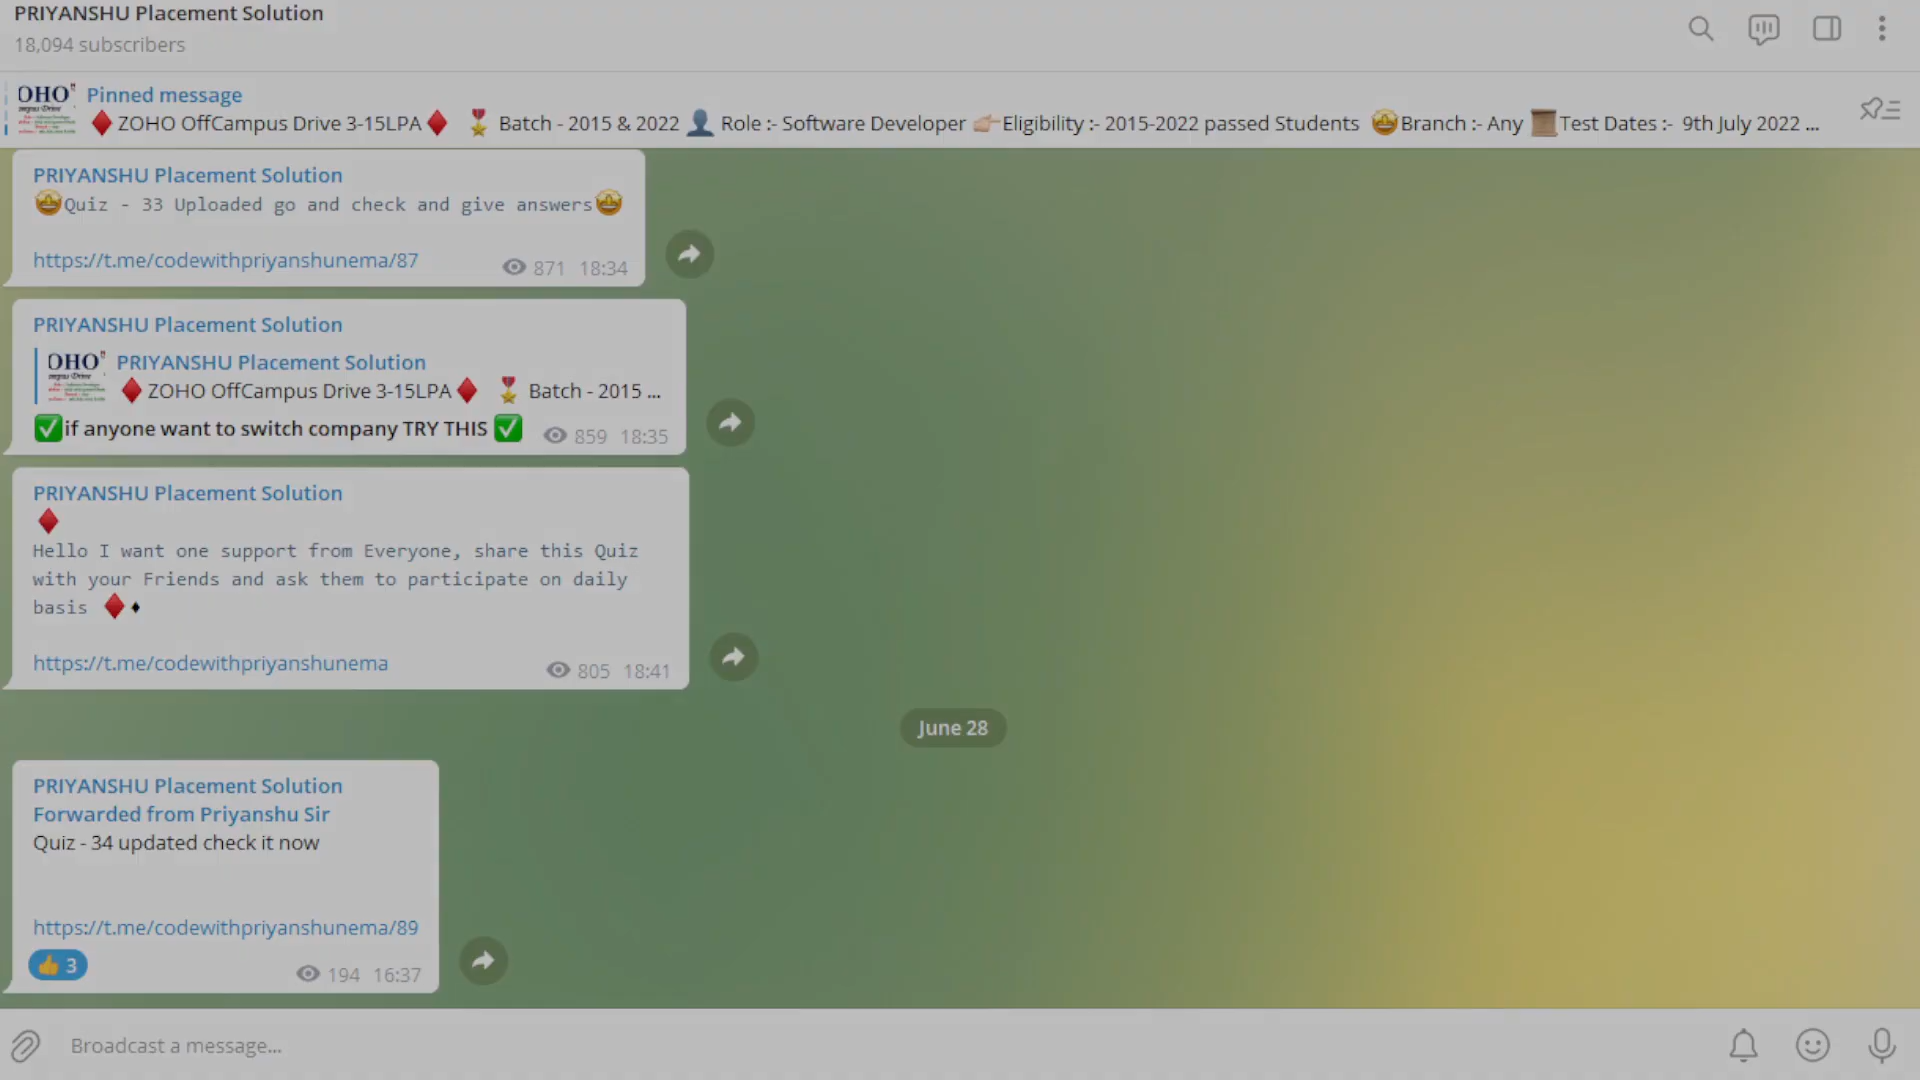 PRIYANSHU Placement Solution
18,094 subscribers
OHO
Pinned message
♦️ZOHO OffCampus Drive 3-15LPA♦️ 🎖 Batch - 2015 & 2022 👤 Role :- Software Developer 👉🏼Eligibility :- 2015-2022 passed Students 🤩Branch :- Any 📜Test Dates :- 9th July 2022 ...
PRIYANSHU Placement Solution
🤩Quiz - 33 Uploaded go and check and give answers🤩
https://t.me/codewithpriyanshunema/87
871 18:34
PRIYANSHU Placement Solution
OHO
PRIYANSHU Placement Solution
♦️ZOHO OffCampus Drive 3-15LPA♦️ 🎖 Batch - 2015 ...
✅if anyone want to switch company TRY THIS ✅
859 18:35
PRIYANSHU Placement Solution
♦️
Hello I want one support from Everyone, share this Quiz
with your Friends and ask them to participate on daily
basis ♦️♦
https://t.me/codewithpriyanshunema
805 18:41
June 28
PRIYANSHU Placement Solution
Forwarded from Priyanshu Sir
Quiz - 34 updated check it now
https://t.me/codewithpriyanshunema/89
👍 3
194 16:37
Broadcast a message...